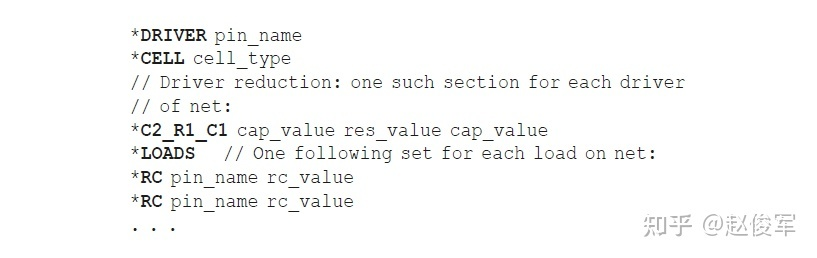 *DRIVER pin_name
*CELL cell_type
// Driver reduction: one such section for each driver
// of net:
*C2_R1_C1 cap_value res_value cap_value
*LOADS // One following set for each load on net:
*RC pin_name rc_value
*RC pin_name rc_value
. . .
知乎 @赵俊军